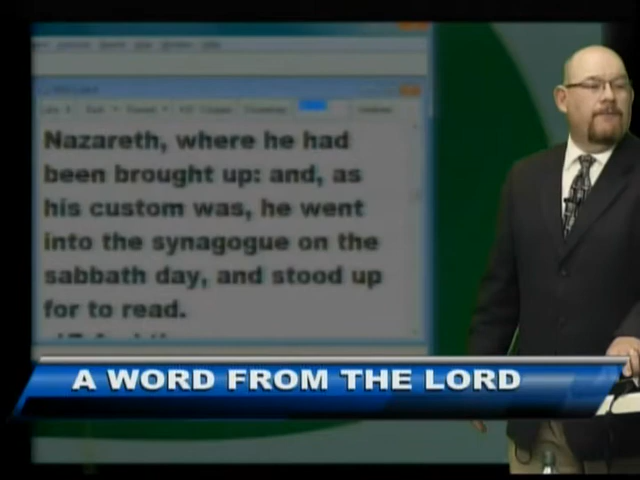 Nazareth, where he had
been brought up: and, as
his custom was, he went
into the synagogue on the
sabbath day, and stood up
for to read.
A WORD FROM THE LORD